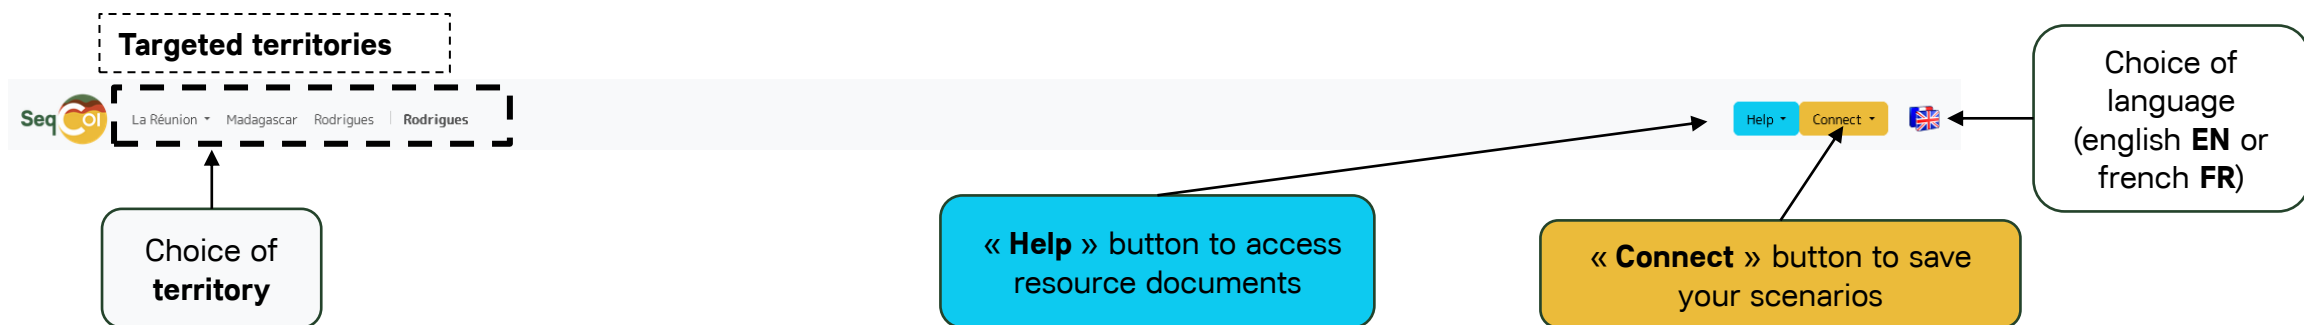 Targeted territories
SeqCOI La Réunion Madagascar Rodrigues Rodrigues Help Connect
Choice of
territory
« Help » button to access
resource documents
« Connect » button to save
your scenarios
Choice of
language
(english EN or
french FR)